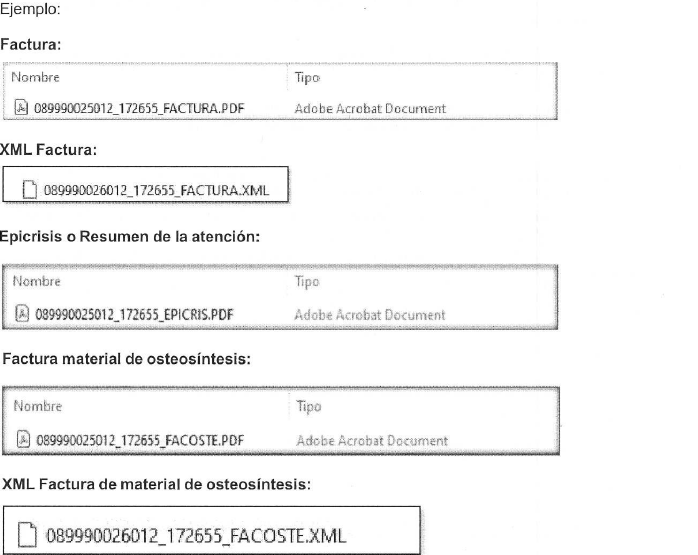 Ejemplo:
Factura:
Nombre Tipo
089990025012_172655_FACTURA.PDF Adobe Acrobat Document
XML Factura:
089990026012_172655_FACTURA.XML
Epicrisis o Resumen de la atención:
Nombre Tipo
089990025012_172655_EPICRIS.PDF Adobe Acrobat Document
Factura material de osteosíntesis:
Nombre Tipo
089990025012_172655_FACOSTE.PDF Adobe Acrobat Document
XML Factura de material de osteosíntesis:
089990026012_172655_FACOSTE.XML